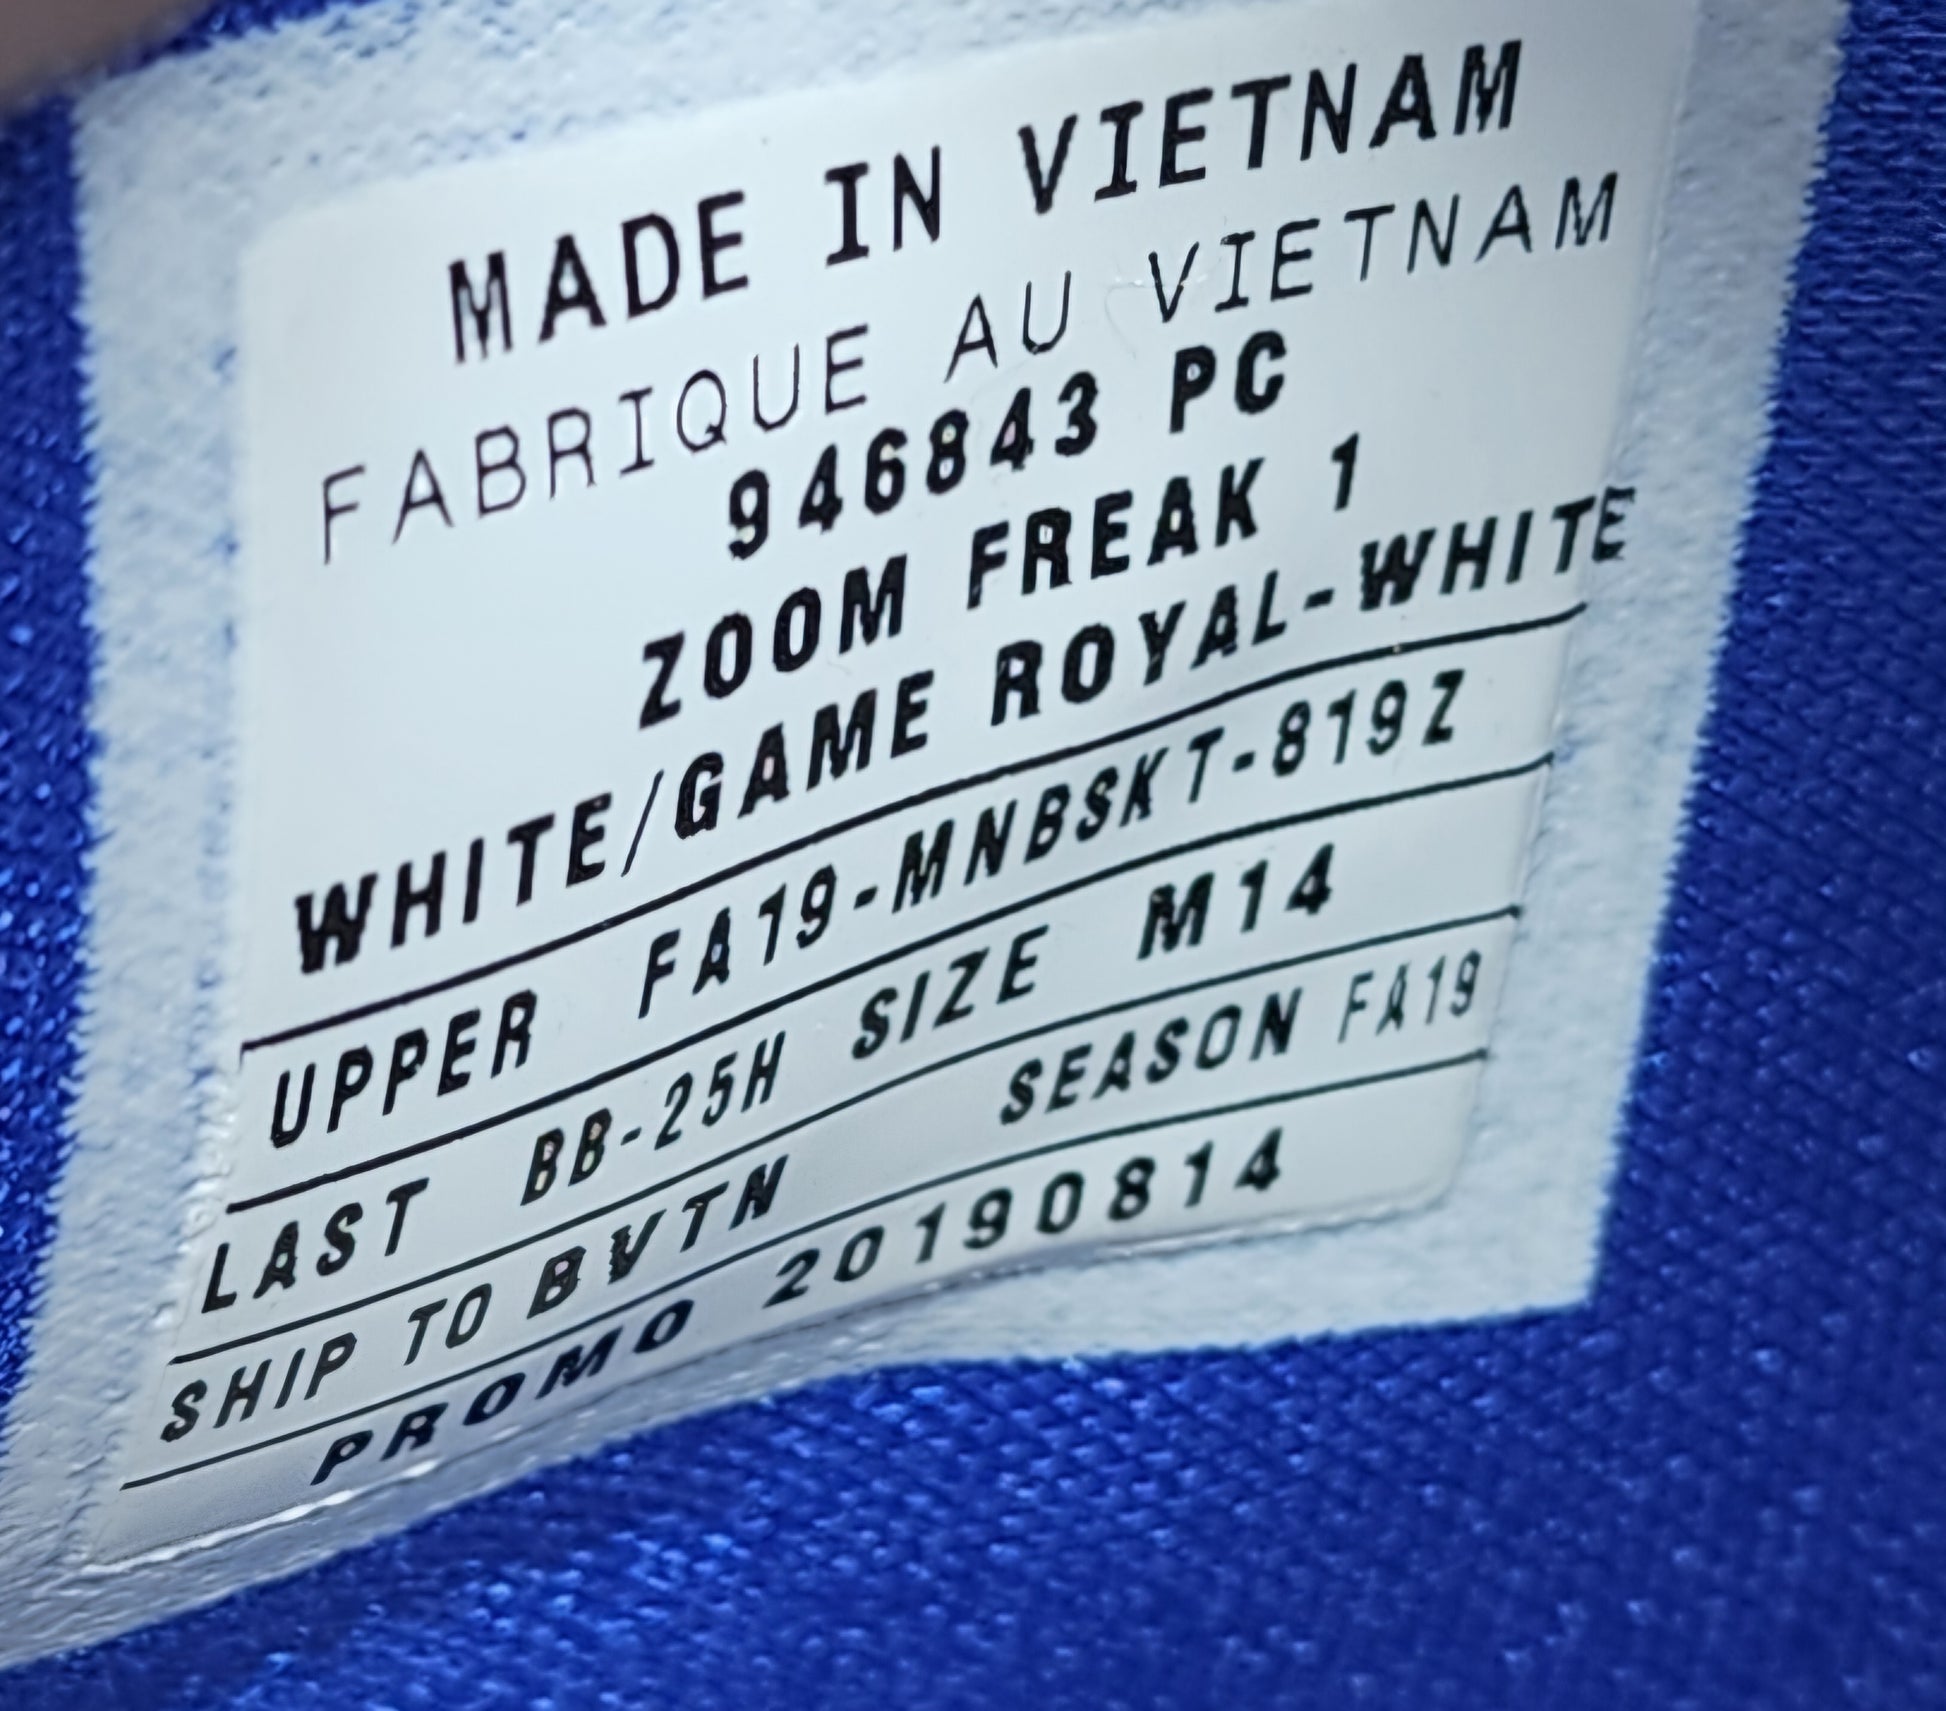 MADE IN VIETNAM
FABRIQUE AU VIETNAM
946843 PC
ZOOM FREAK 1
WHITE/GAME ROYAL-WHITE
UPPER FA19-MNBSKT-819Z
LAST BB-25H SIZE M14
SHIP TO BVTN SEASON FA19
PROMO 20190814